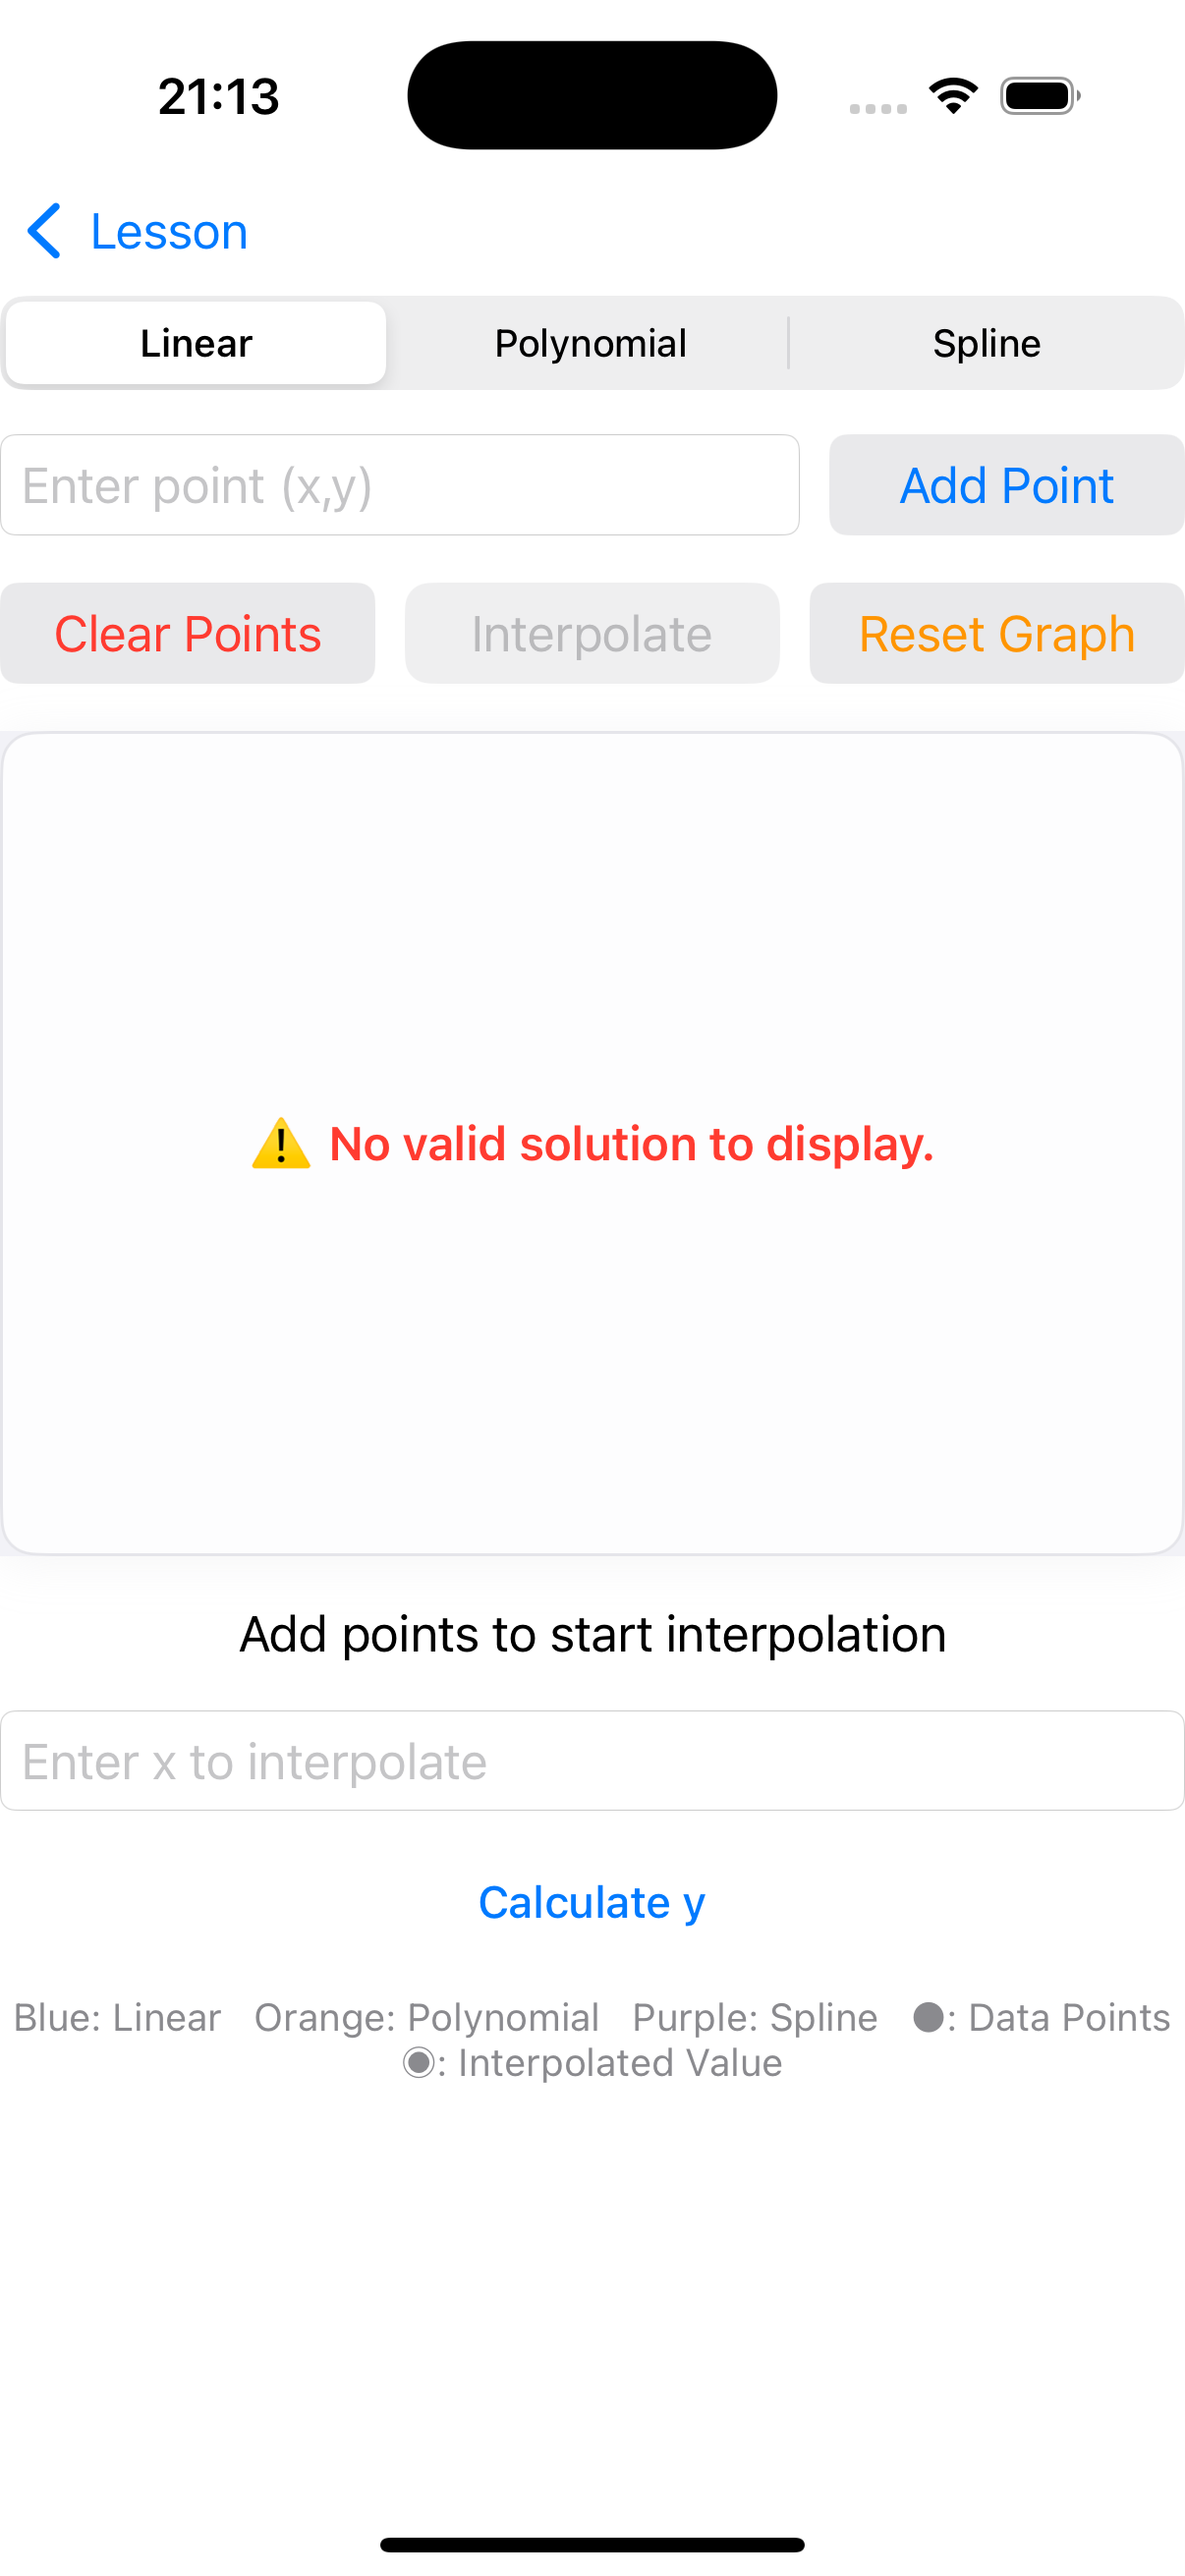 21:13
Lesson
Linear Polynomial Spline
Enter point (x,y) Add Point
Clear Points Interpolate Reset Graph
⚠️ No valid solution to display.
Add points to start interpolation
Enter x to interpolate
Calculate y
Blue: Linear Orange: Polynomial Purple: Spline ●: Data Points
◉: Interpolated Value